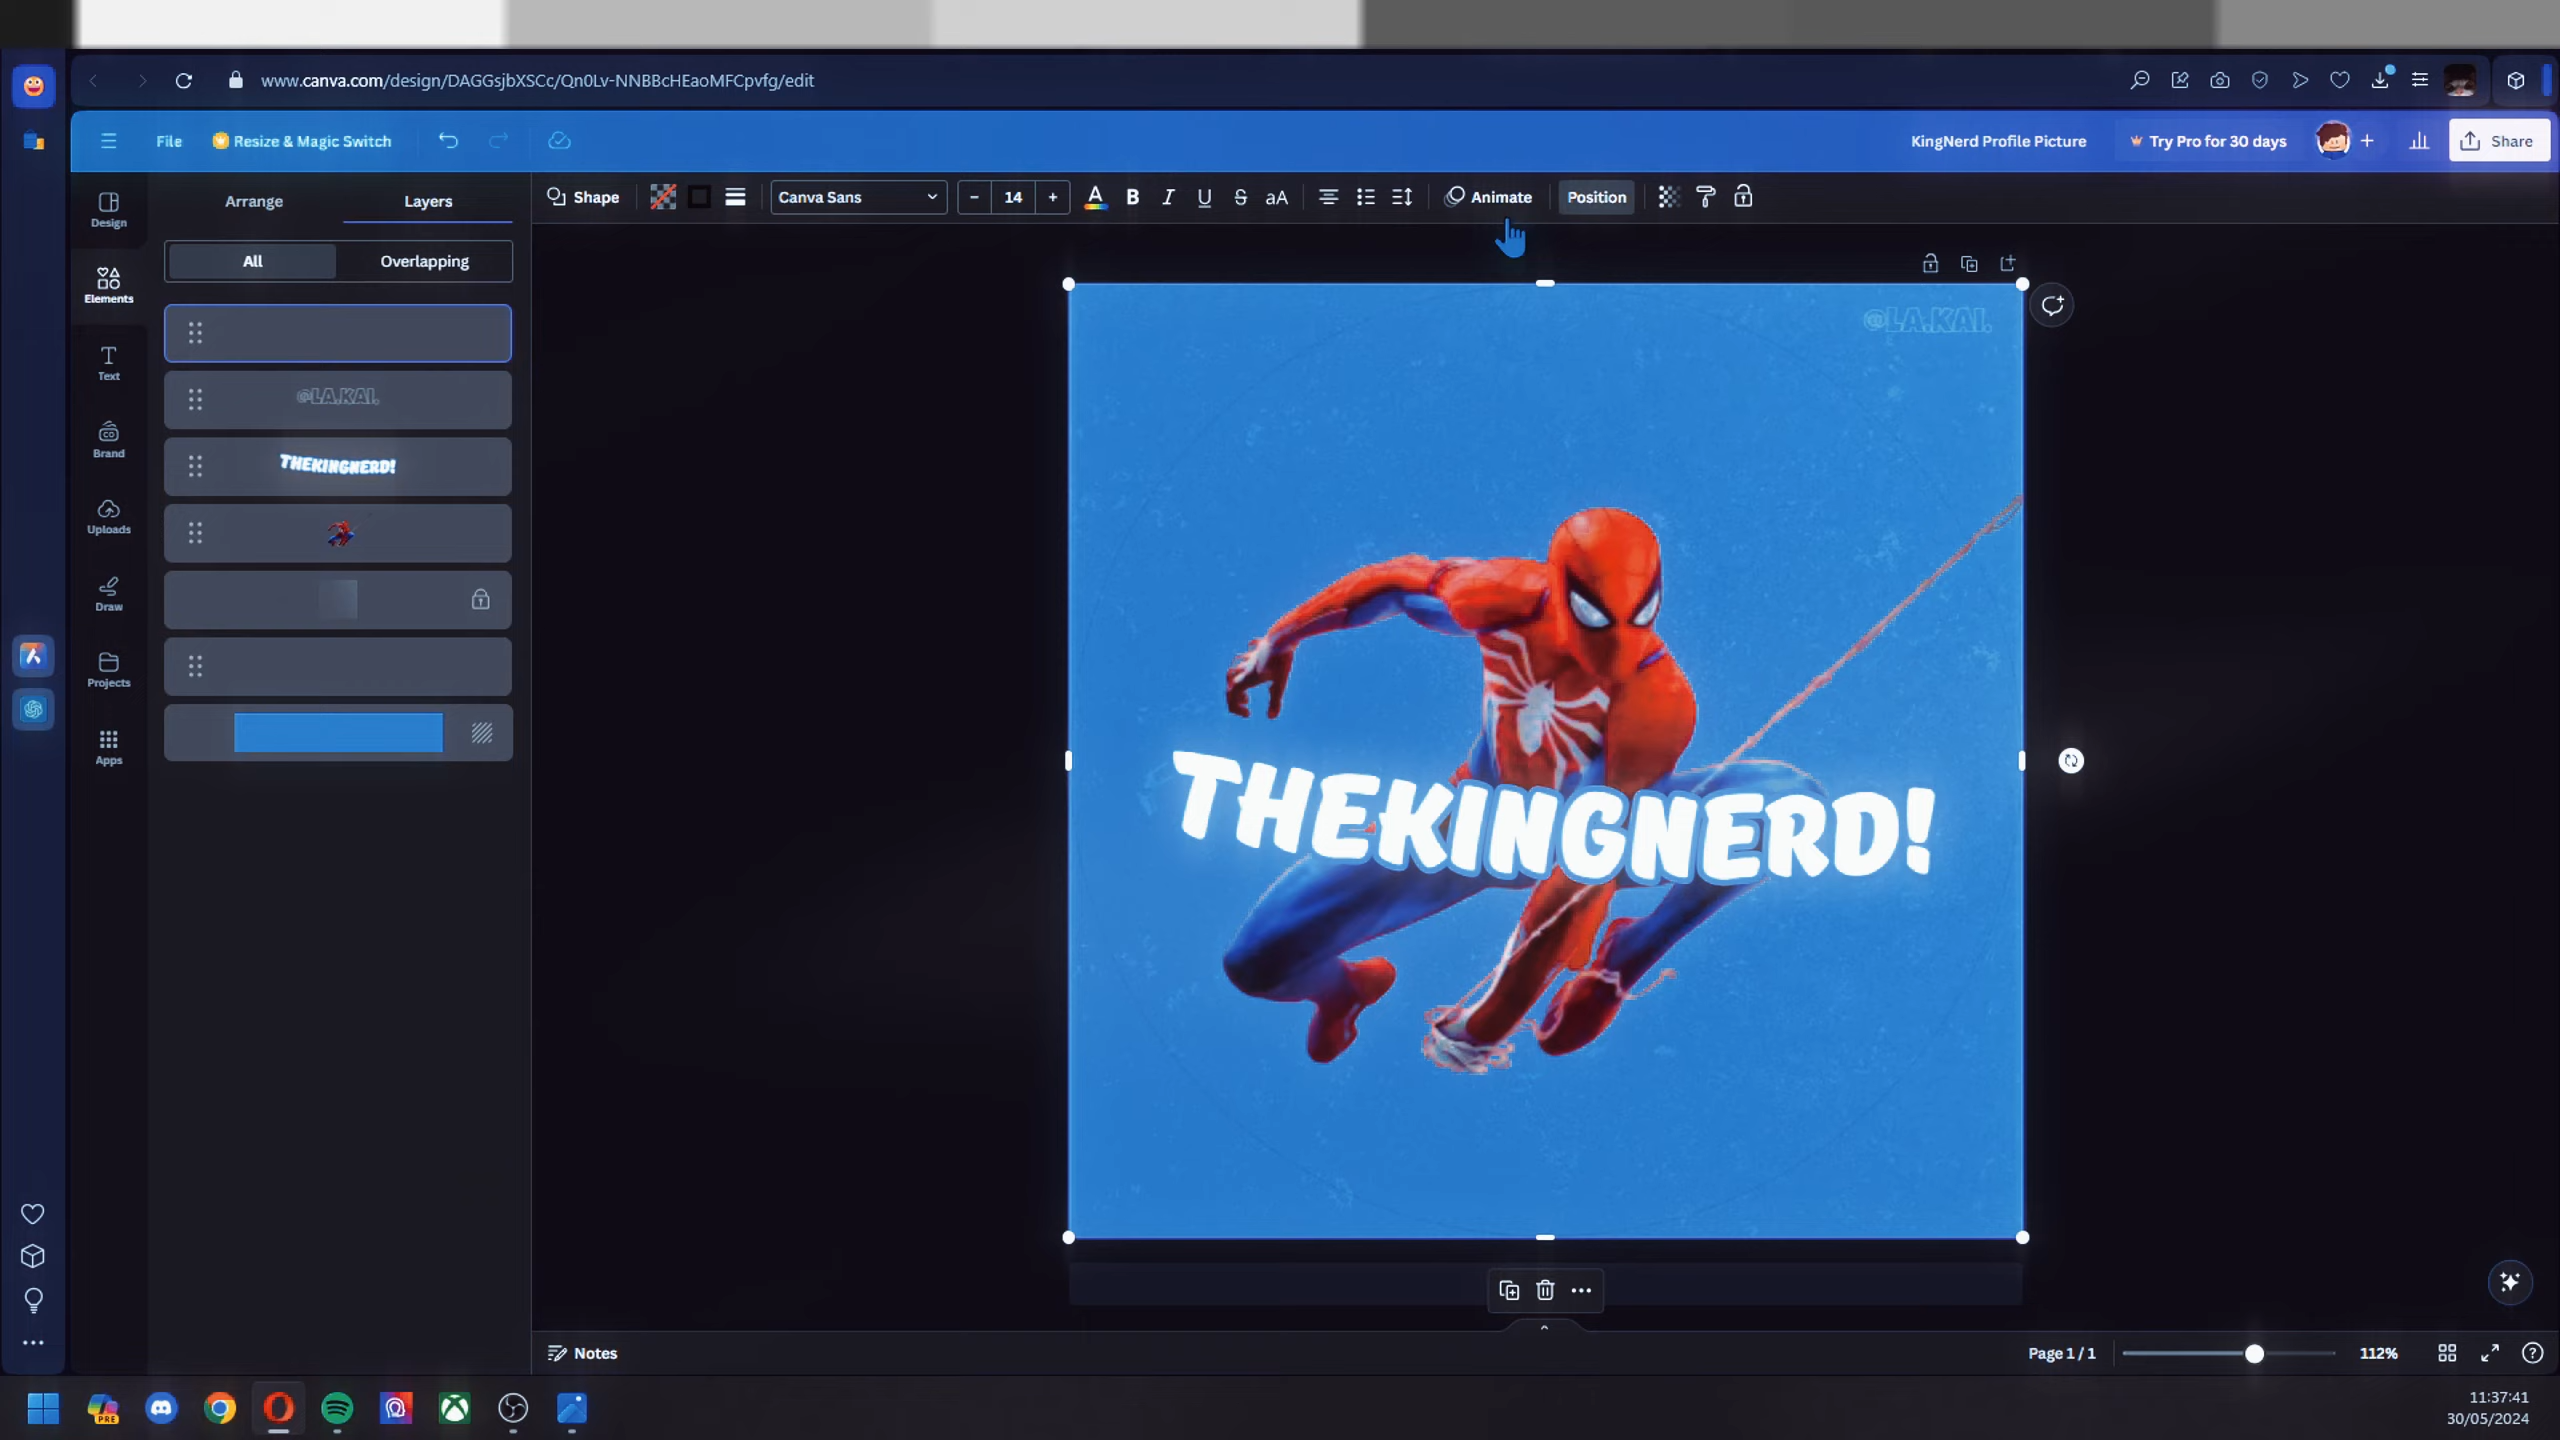 www.canva.com/design/DAGGsjbXSCc/Qn0Lv-NNBBcHEaoMFCpvfg/edit
File
Resize & Magic Switch
KingNerd Profile Picture
Try Pro for 30 days
Share
Design
Elements
Text
Brand
Uploads
Draw
Projects
Apps
Arrange
Layers
All
Overlapping
@LA.KAI.
THEKINGNERD!
Shape
Canva Sans
14
A
B
I
U
S
aA
Animate
Position
@LA.KAI.
THEKINGNERD!
Notes
Page 1 / 1
112%
PRE
11:37:41
30/05/2024